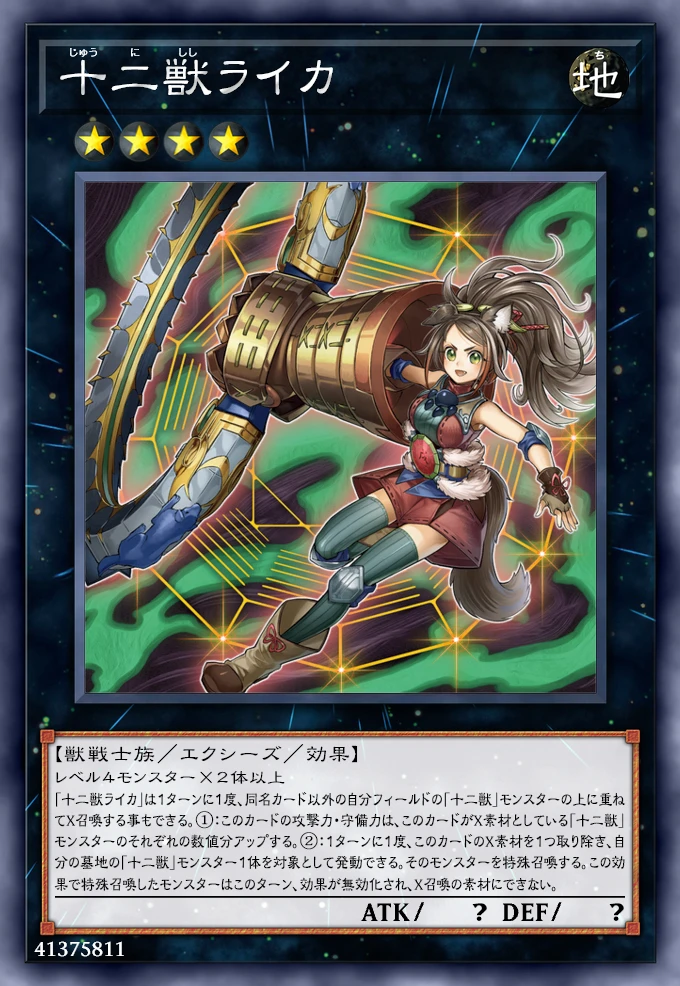 じゅう に しし
十二獣ライカ
ち
地
【獣戦士族／エクシーズ／効果】
レベル4モンスター×2体以上
「十二獣ライカ」は1ターンに1度、同名カード以外の自分フィールドの「十二獣」モンスターの上に重ね
てX召喚する事もできる。①：このカードの攻撃力・守備力は、このカードがX素材としている「十二獣」
モンスターのそれぞれの数値分アップする。②：1ターンに1度、このカードのX素材を1つ取り除き、自
分の墓地の「十二獣」モンスター1体を対象として発動できる。そのモンスターを特殊召喚する。この効
果で特殊召喚したモンスターはこのターン、効果が無効化され、X召喚の素材にできない。
ATK/ ? DEF/ ?
41375811